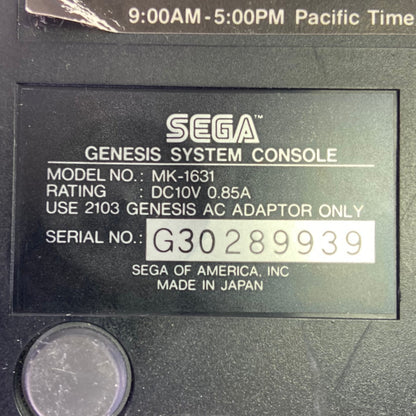 9:00AM-5:00PM Pacific Time
SEGA™
GENESIS SYSTEM CONSOLE
MODEL NO.: MK-1631
RATING : DC10V 0.85A
USE 2103 GENESIS AC ADAPTOR ONLY
SERIAL NO.: G30289939
SEGA OF AMERICA, INC
MADE IN JAPAN